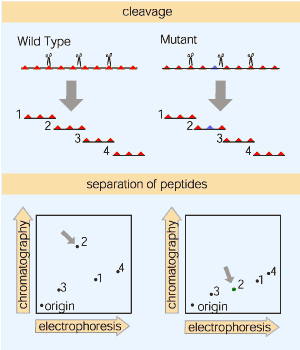 cleavage
Wild Type
Mutant
1
2
3
4
1
2
3
4
separation of peptides
chromatography
2
4
1
3
origin
electrophoresis
chromatography
4
1
2
3
origin
electrophoresis